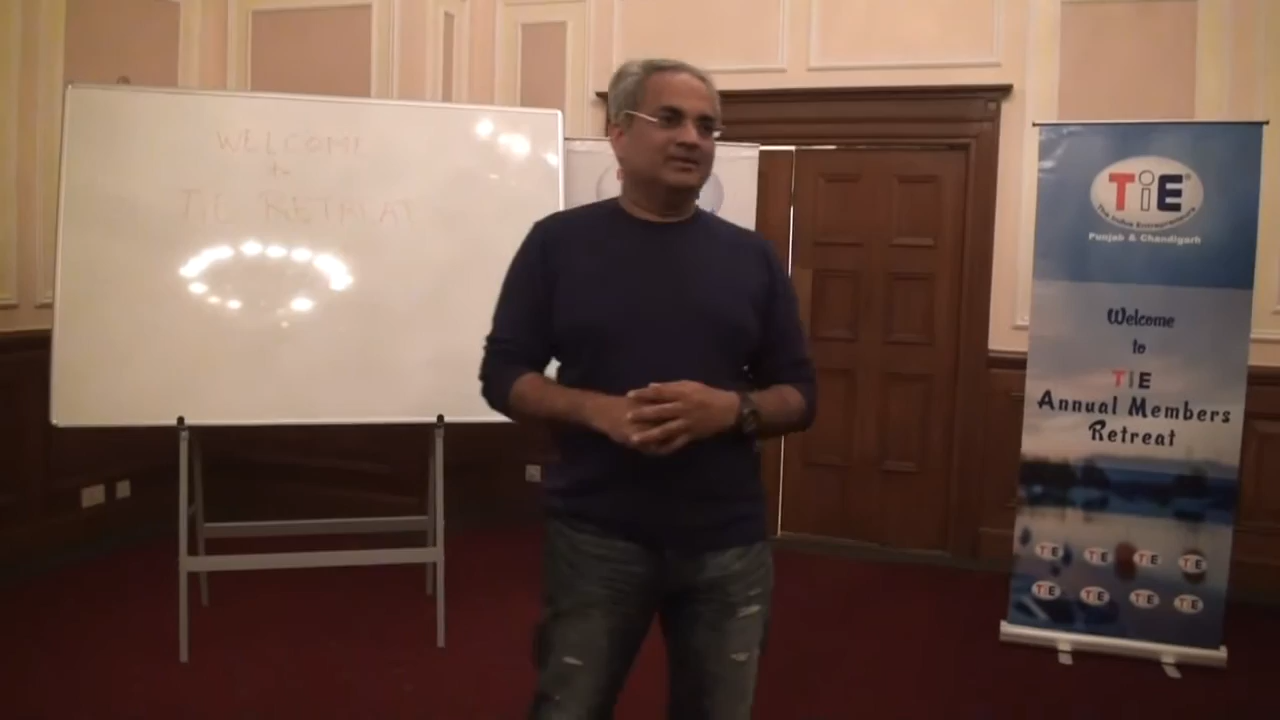 WELCOME
to
TIE RETREAT
TiE®
The Indus Entrepreneurs
Punjab & Chandigarh
Welcome
to
TIE
Annual Members
Retreat
TiE TiE TiE TiE
TiE TiE TiE TiE